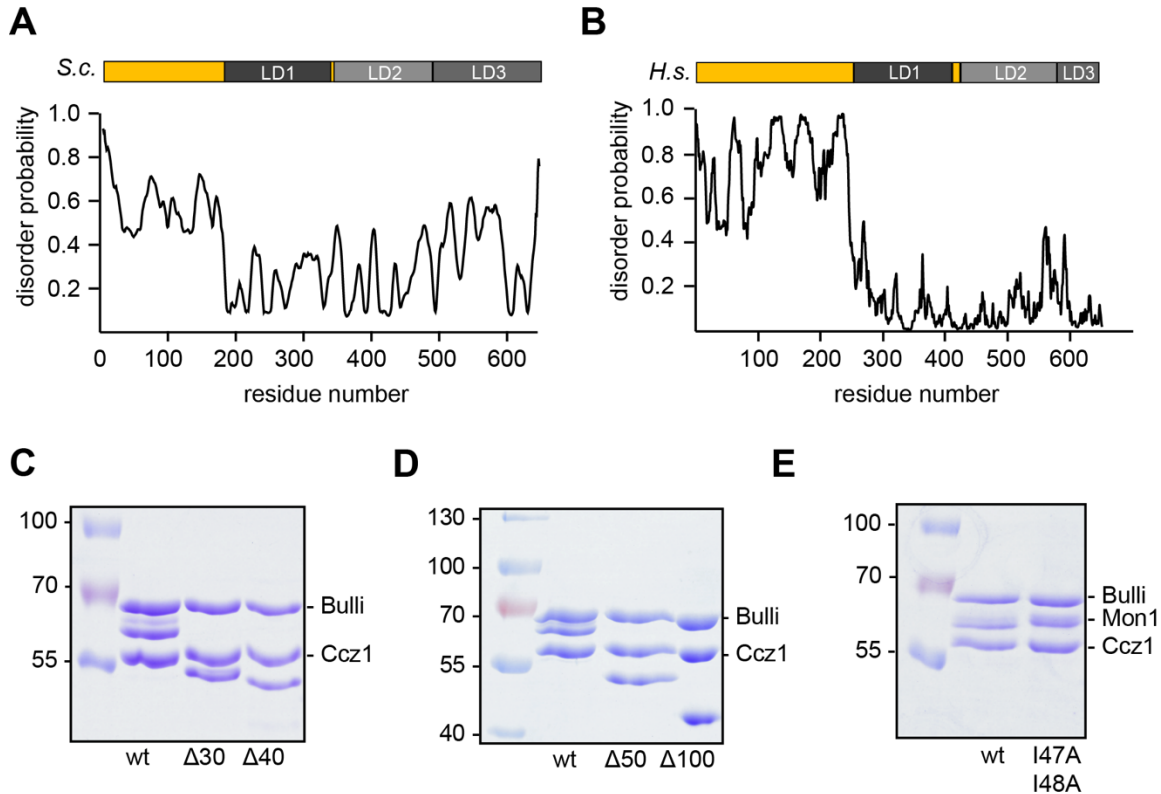 A
S.c.
LD1
LD2
LD3
disorder probability
1.0
0.8
0.6
0.4
0.2
0
100
200
300
400
500
600
residue number
B
H.s.
LD1
LD2
LD3
disorder probability
1.0
0.8
0.6
0.4
0.2
100
200
300
400
500
600
residue number
C
100
70
55
Bulli
Ccz1
wt
Δ30
Δ40
D
130
100
70
55
40
Bulli
Ccz1
wt
Δ50
Δ100
E
100
70
55
Bulli
Mon1
Ccz1
wt
I47A
I48A